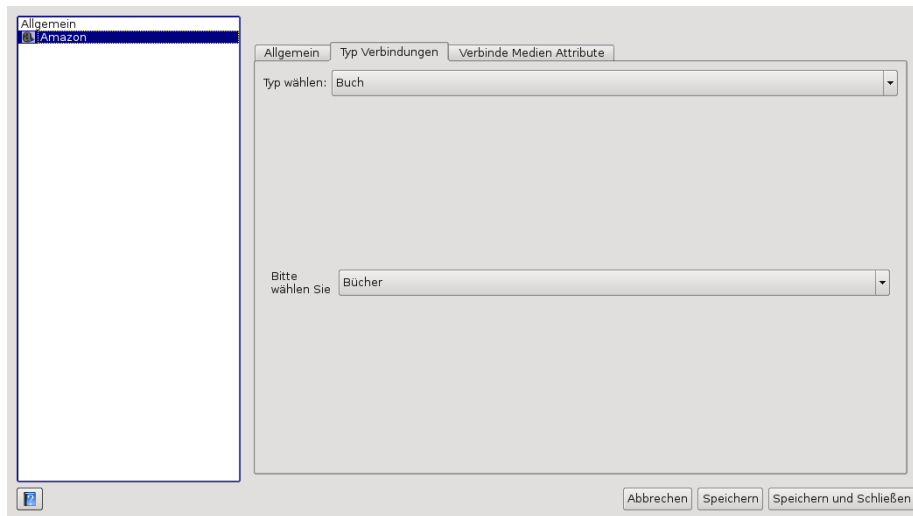 Allgemein
Amazon
Allgemein
Typ Verbindungen
Verbinde Medien Attribute
Typ wählen:
Buch
Bitte
wählen Sie
Bücher
Abbrechen
Speichern
Speichern und Schließen